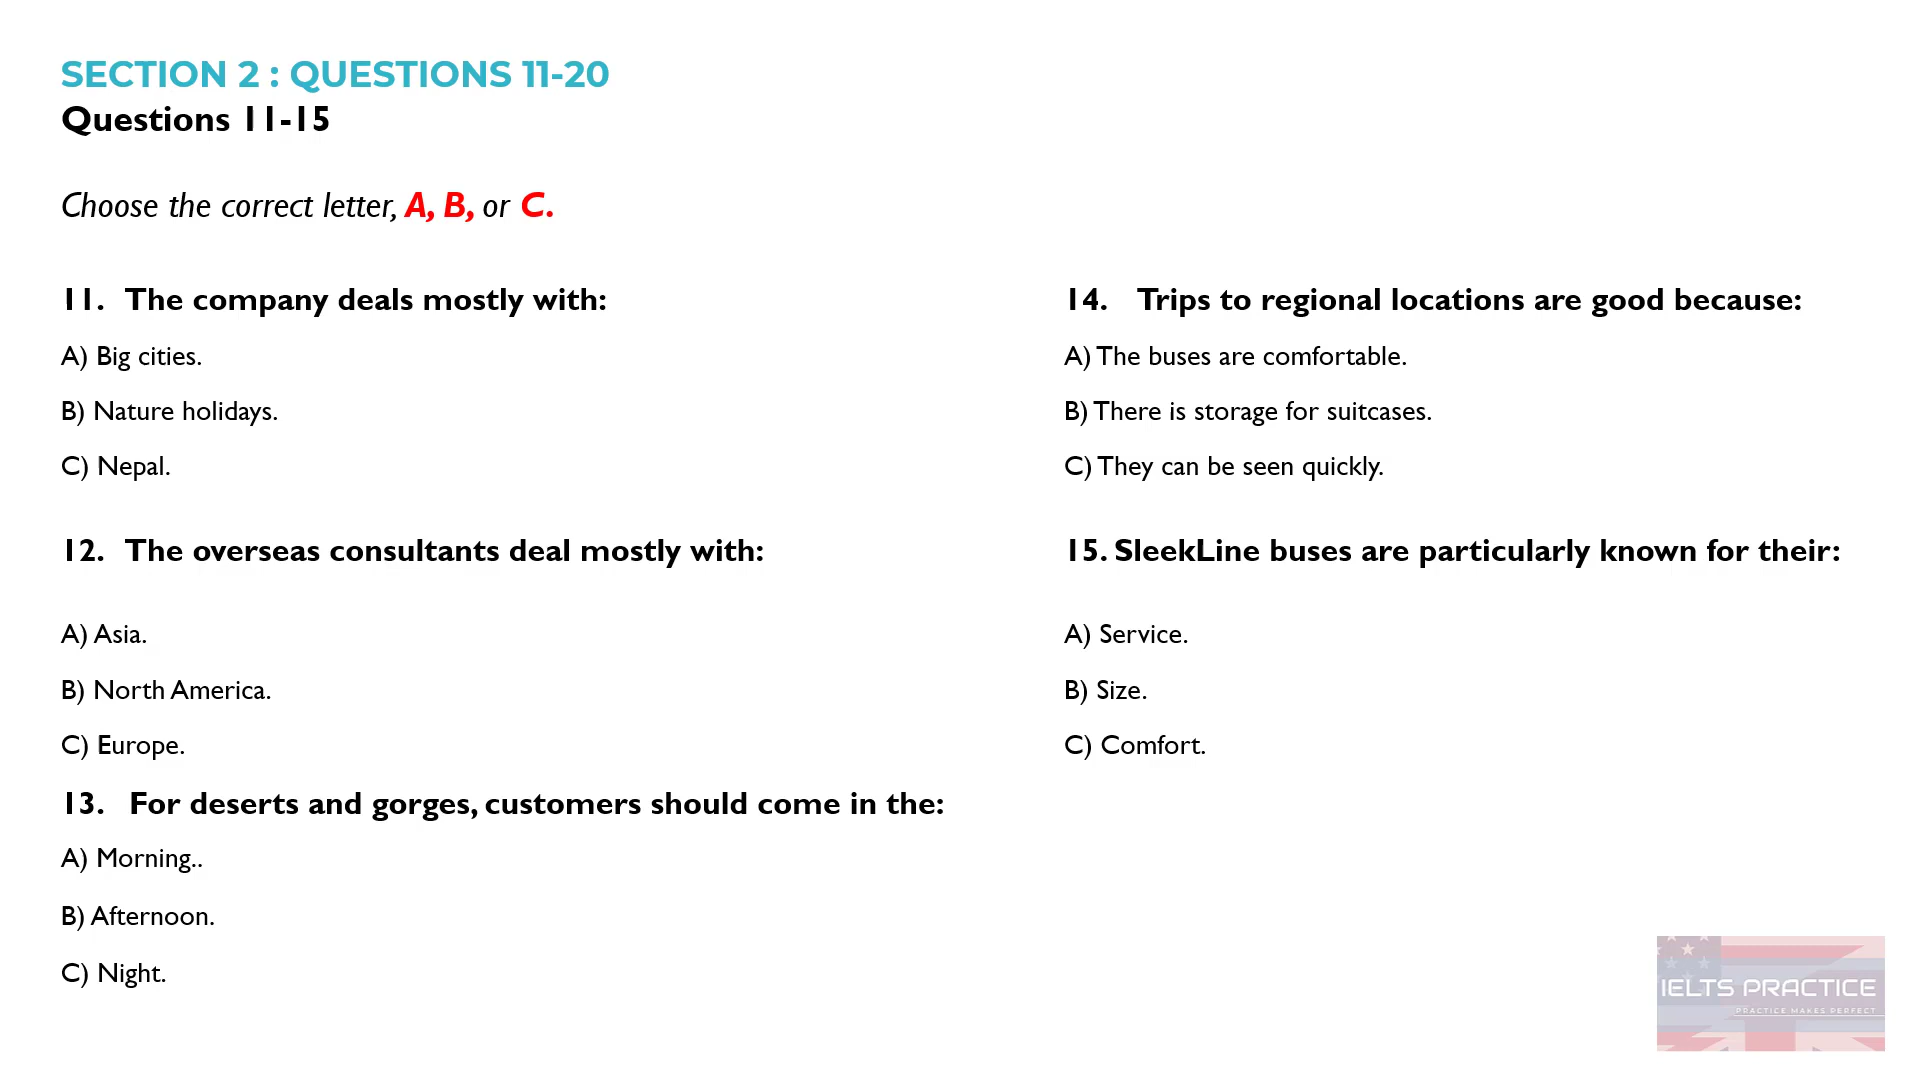 SECTION 2 : QUESTIONS 11-20
Questions 11-15
Choose the correct letter, A, B, or C.
11. The company deals mostly with:
A) Big cities.
B) Nature holidays.
C) Nepal.
12. The overseas consultants deal mostly with:
A) Asia.
B) North America.
C) Europe.
13. For deserts and gorges, customers should come in the:
A) Morning..
B) Afternoon.
C) Night.
14. Trips to regional locations are good because:
A) The buses are comfortable.
B) There is storage for suitcases.
C) They can be seen quickly.
15. SleekLine buses are particularly known for their:
A) Service.
B) Size.
C) Comfort.
IELTS PRACTICE
PRACTICE MAKES PERFECT